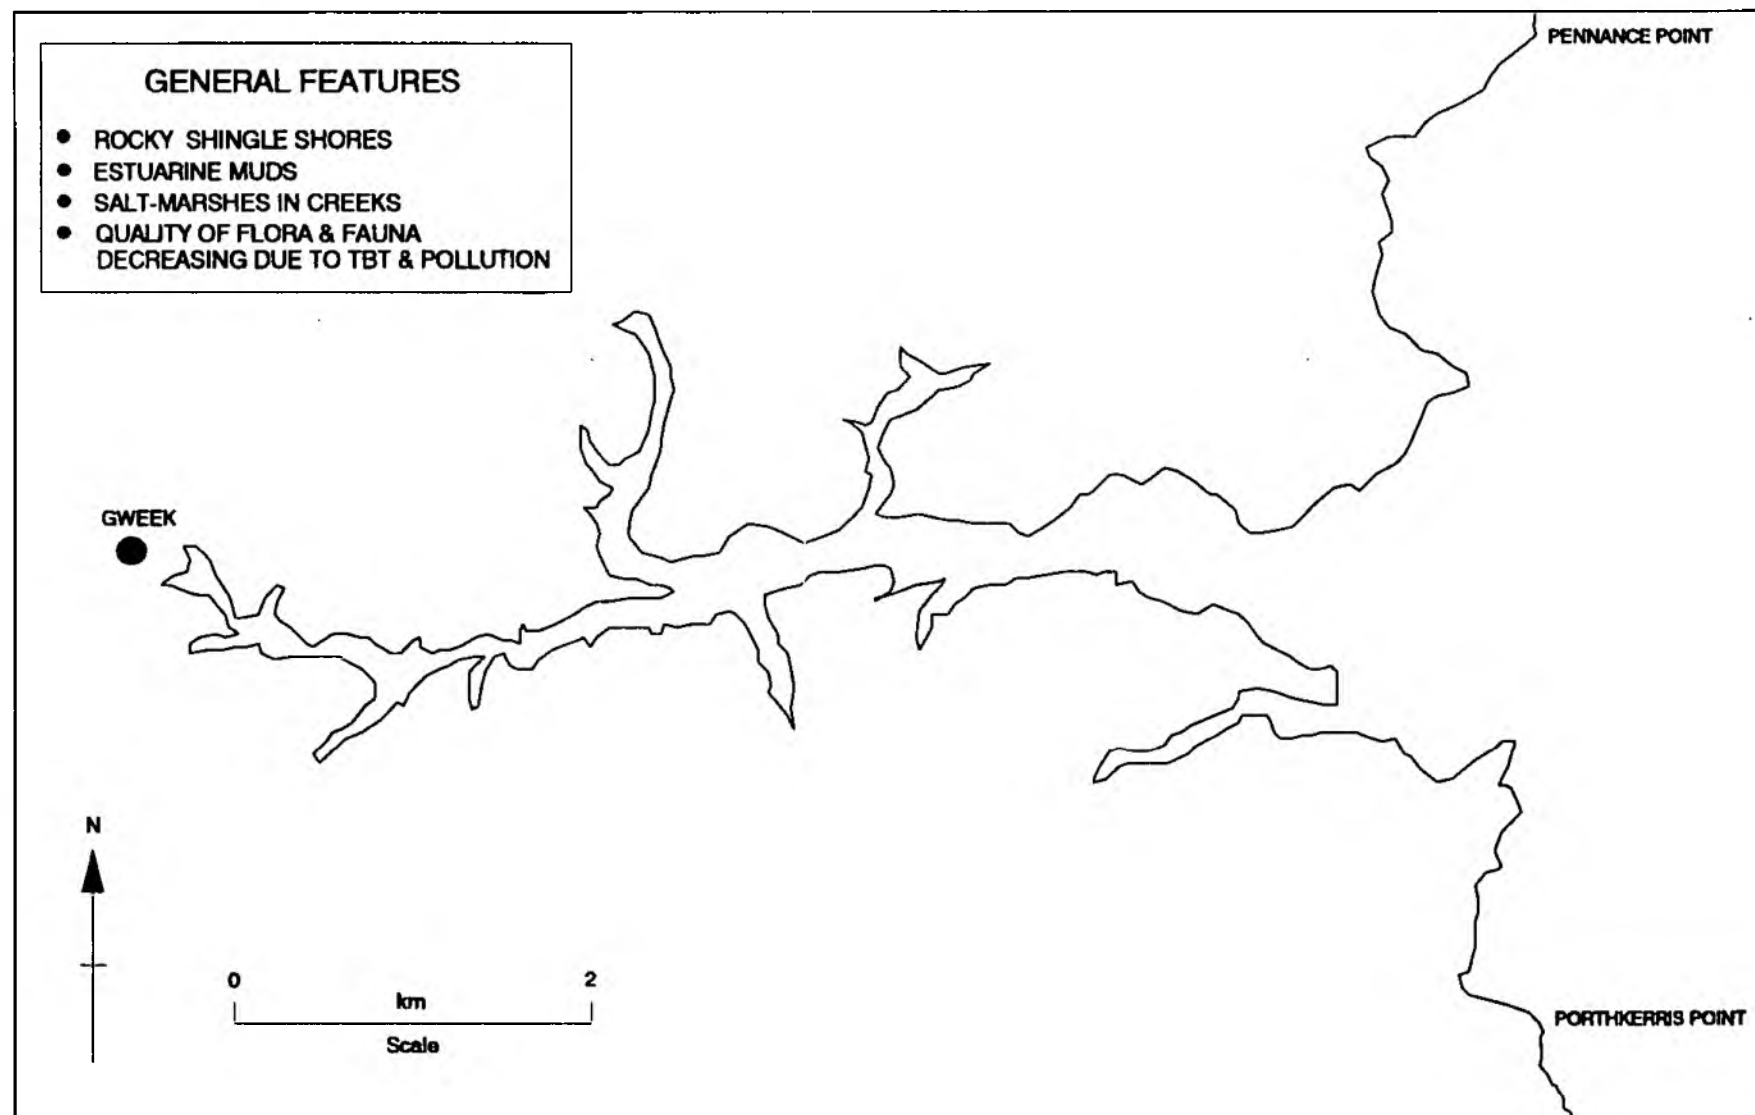 GENERAL FEATURES
● ROCKY SHINGLE SHORES
● ESTUARINE MUDS
● SALT-MARSHES IN CREEKS
● QUALITY OF FLORA & FAUNA
DECREASING DUE TO TBT & POLLUTION
PENNANCE POINT
GWEEK
N
0 2
km
Scale
PORTHKERRIS POINT